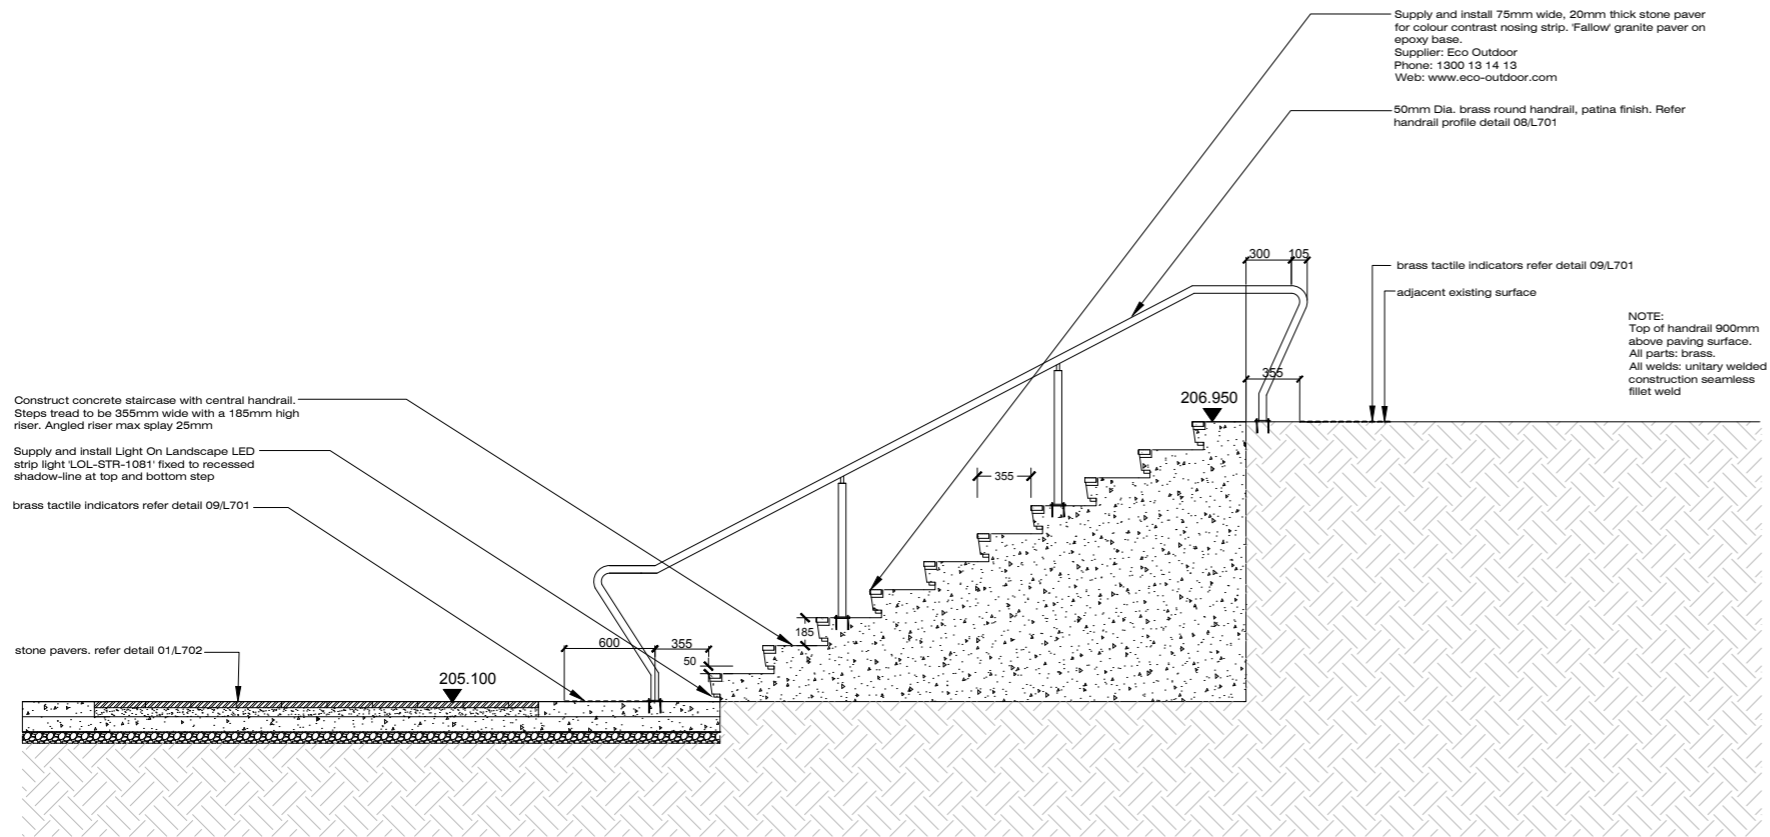 Supply and install 75mm wide, 20mm thick stone paver
for colour contrast nosing strip. 'Fallow' granite paver on
epoxy base.
Supplier: Eco Outdoor
Phone: 1300 13 14 13
Web: www.eco-outdoor.com
50mm Dia. brass round handrail, patina finish. Refer
handrail profile detail 08/L701
300
105
brass tactile indicators refer detail 09/L701
adjacent existing surface
NOTE:
Top of handrail 900mm
above paving surface.
All parts: brass.
All welds: unitary welded
construction seamless
fillet weld
355
206.950
Construct concrete staircase with central handrail.
Steps tread to be 355mm wide with a 185mm high
riser. Angled riser max splay 25mm
Supply and install Light On Landscape LED
strip light 'LOL-STR-1081' fixed to recessed
shadow-line at top and bottom step
355
brass tactile indicators refer detail 09/L701
185
600
355
50
stone pavers. refer detail 01/L702
205.100